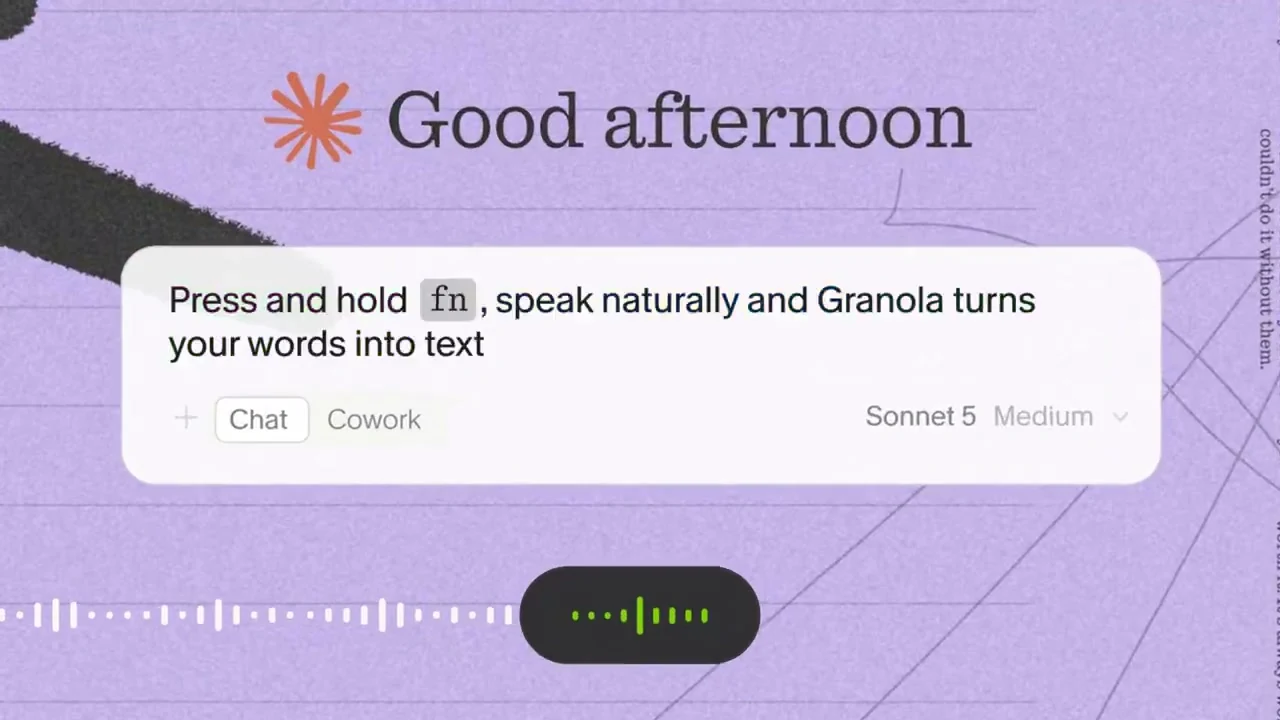 Good afternoon
Press and hold fn, speak naturally and Granola turns
your words into text
Chat Cowork Sonnet 5 Medium
couldn't do it without them.